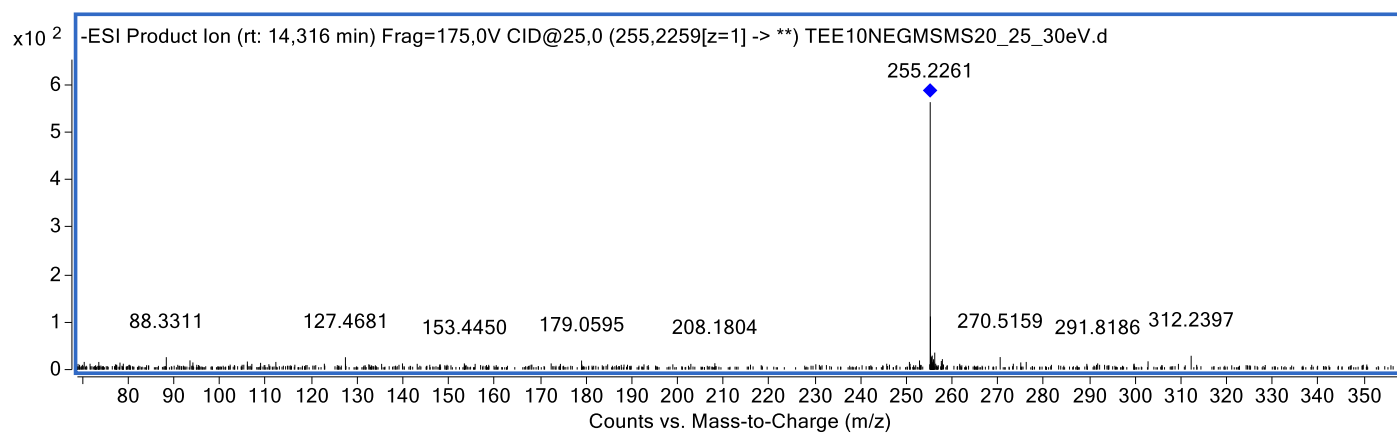 x10 2
-ESI Product Ion (rt: 14,316 min) Frag=175,0V CID@25,0 (255,2259[z=1] -> **) TEE10NEGMSMS20_25_30eV.d
255.2261
6
5
4
3
2
1
0
88.3311 127.4681 153.4450 179.0595 208.1804 270.5159 291.8186 312.2397
80 90 100 110 120 130 140 150 160 170 180 190 200 210 220 230 240 250 260 270 280 290 300 310 320 330 340 350
Counts vs. Mass-to-Charge (m/z)